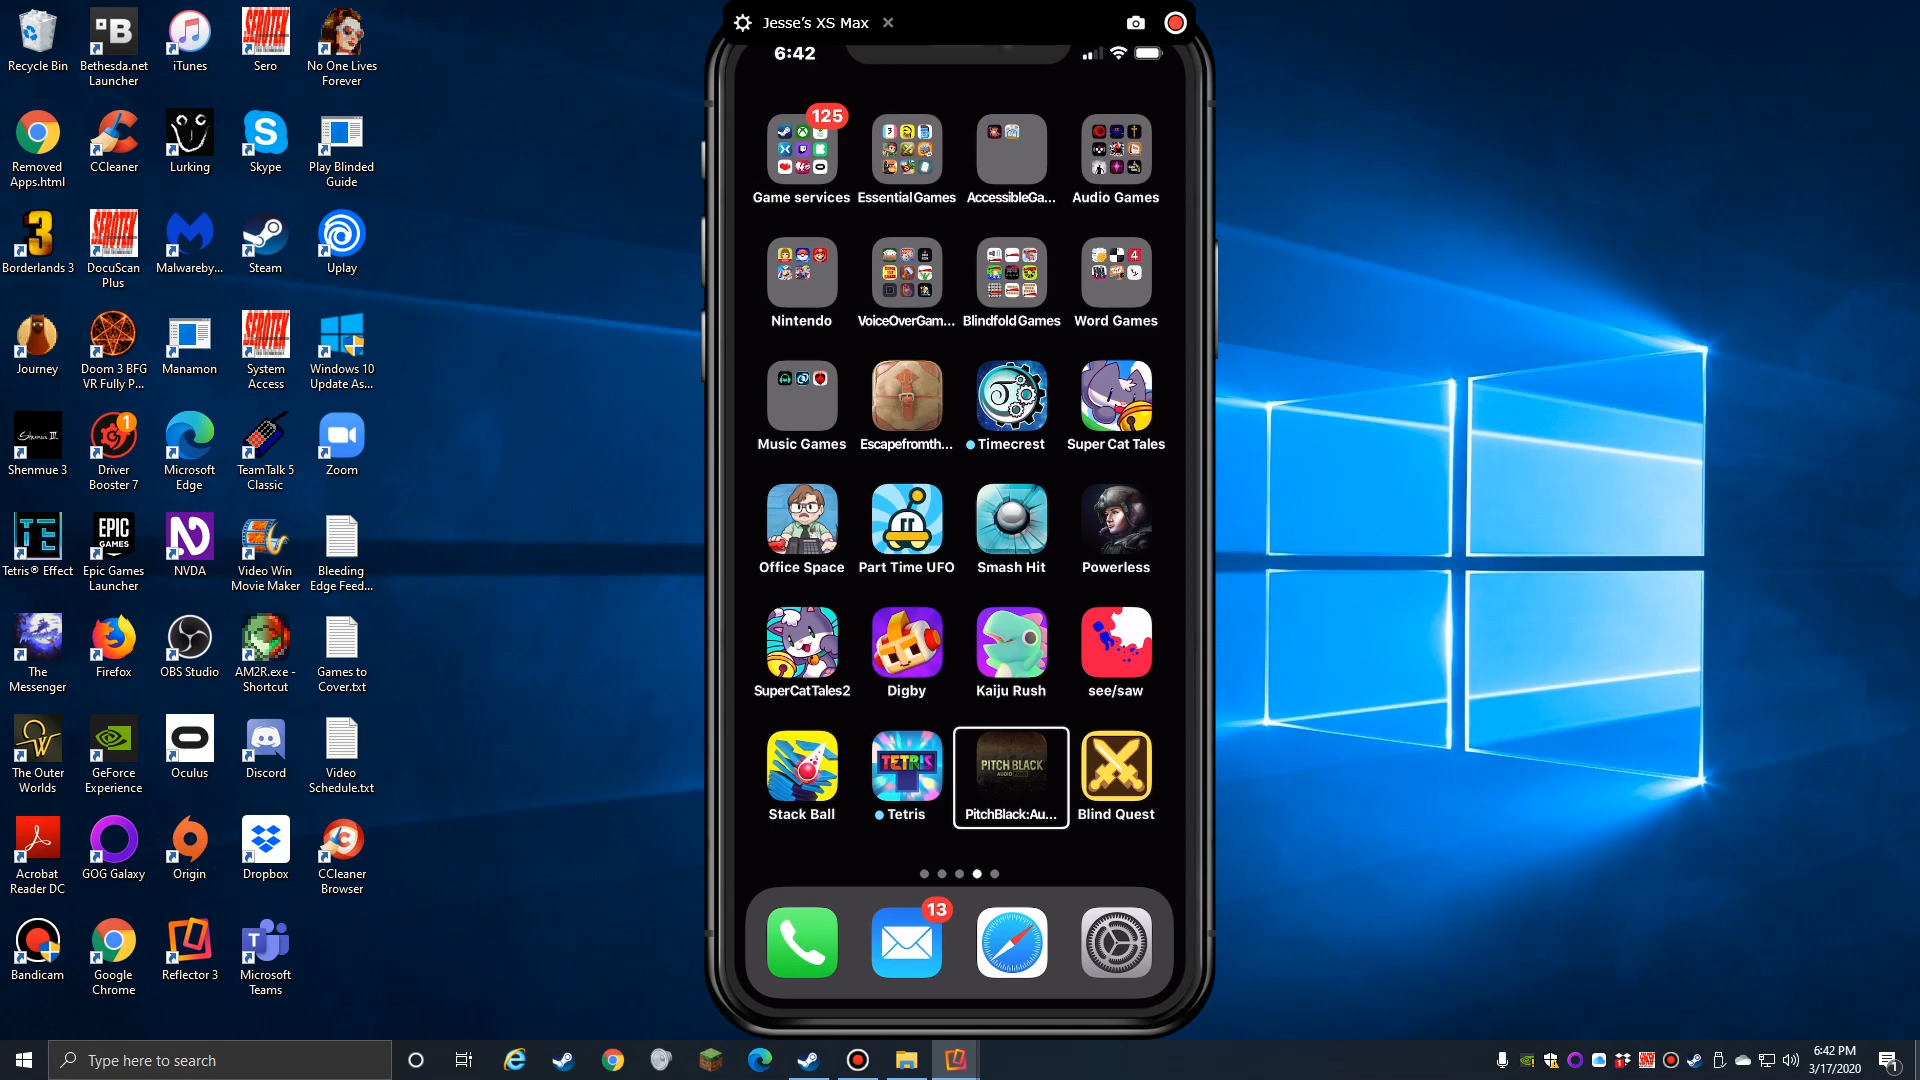 Recycle Bin
Bethesda.net
Launcher
iTunes
Sero
No One Lives
Forever
Removed
Apps.html
CCleaner
Lurking
Skype
Play Blinded
Guide
Borderlands 3
DocuScan
Plus
Malwareby...
Steam
Uplay
Journey
Doom 3 BFG
VR Fully P...
Manamon
System
Access
Windows 10
Update As...
Shenmue 3
Driver
Booster 7
Microsoft
Edge
TeamTalk 5
Classic
Zoom
Tetris® Effect
Epic Games
Launcher
NVDA
Video Win
Movie Maker
Bleeding
Edge Feed...
The
Messenger
Firefox
OBS Studio
AM2R.exe -
Shortcut
Games to
Cover.txt
The Outer
Worlds
GeForce
Experience
Oculus
Discord
Video
Schedule.txt
Acrobat
Reader DC
GOG Galaxy
Origin
Dropbox
CCleaner
Browser
Bandicam
Google
Chrome
Reflector 3
Microsoft
Teams
Jesse's XS Max
6:42
125
Game services
EssentialGames
AccessibleGa...
Audio Games
Nintendo
VoiceOverGam...
BlindfoldGames
Word Games
Music Games
Escapefromth...
Timecrest
Super Cat Tales
Office Space
Part Time UFO
Smash Hit
Powerless
SuperCatTales2
Digby
Kaiju Rush
see/saw
TETRIS
PITCH BLACK
Stack Ball
Tetris
PitchBlack:Au...
Blind Quest
13
Type here to search
6:42 PM
3/17/2020
1